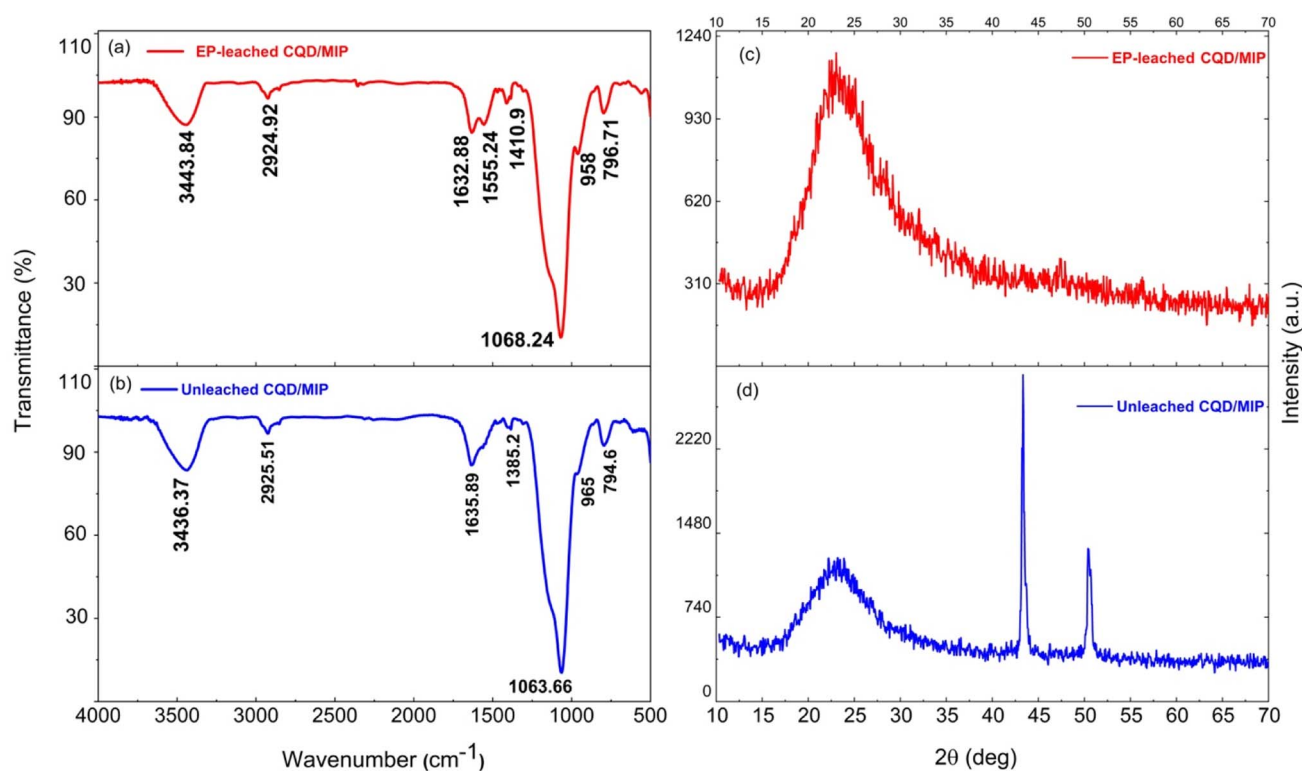 (a)
EP-leached CQD/MIP
110
90
60
30
3443.84
2924.92
1632.88
1555.24
1410.9
958
796.71
1068.24
(b)
Unleached CQD/MIP
110
90
60
30
3436.37
2925.51
1635.89
1385.2
965
794.6
1063.66
4000 3500 3000 2500 2000 1500 1000 500
Wavenumber (cm-1)
Transmittance (%)
10 15 20 25 30 35 40 45 50 55 60 65 70
(c)
EP-leached CQD/MIP
1240
930
620
310
(d)
Unleached CQD/MIP
2220
1480
740
0
10 15 20 25 30 35 40 45 50 55 60 65 70
2θ (deg)
Intensity (a.u.)